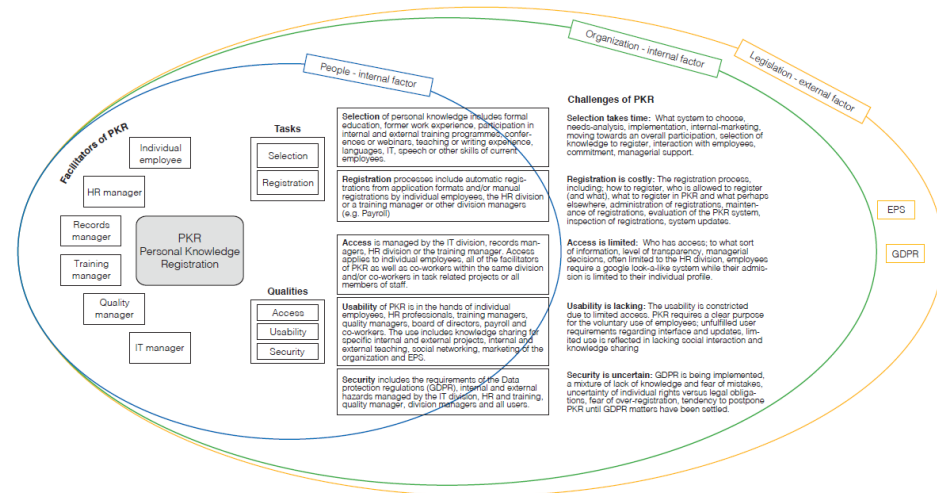 People - internal factor
Organization - internal factor
Legislation - external factor
Facilitators of PKR
Individual
employee
HR manager
Records
manager
Training
manager
Quality
manager
IT manager
PKR
Personal Knowledge
Registration
Tasks
Selection
Registration
Qualities
Access
Usability
Security
Selection of personal knowledge includes formal
education, former work experience, participation in
internal and external training programmes, confer-
ences or webinars, teaching or writing experience,
languages, IT, speech or other skills of current
employees.
Registration processes include automatic regis-
trations from application formats and/or manual
registrations by individual employees, the HR division
or a training manager or other division managers
(e.g. Payroll)
Access is managed by the IT division, records man-
agers, HR division or the training manager. Access
applies to individual employees, all of the facilitators
of PKR as well as co-workers within the same division
and/or co-workers in task related projects or all
members of staff.
Usability of PKR is in the hands of individual
employees, HR professionals, training managers,
quality managers, board of directors, payroll and
co-workers. The use includes knowledge sharing for
specific internal and external projects, internal and
external teaching, social networking, marketing of the
organization and EPS.
Security includes the requirements of the Data
protection regulations (GDPR), internal and external
hazards managed by the IT division, HR and training,
quality manager, division managers and all users.
Challenges of PKR
Selection takes time: What system to choose,
needs-analysis, implementation, internal-marketing,
moving towards an overall participation, selection of
knowledge to register, interaction with employees,
commitment, managerial support.
Registration is costly: The registration process,
including; how to register, who is allowed to register
(and what), what to register in PKR and what perhaps
elsewhere, administration of registrations, mainten-
ance of registrations, evaluation of the PKR system,
inspection of registrations, system updates.
Access is limited: Who has access; to what sort
of information, level of transparency, managerial
decisions, often limited to the HR division, employees
require a google look-a-like system while their admis-
sion is limited to their individual profile.
Usability is lacking: The usability is constricted
due to limited access. PKR requires a clear purpose
for the voluntary use of employees; unfulfilled user
requirements regarding interface and updates, lim-
ited use is reflected in lacking social interaction and
knowledge sharing
Security is uncertain: GDPR is being implemented,
a mixture of lack of knowledge and fear of mistakes,
uncertainty of individual rights versus legal obliga-
tions, fear of over-registration, tendency to postpone
PKR until GDPR matters have been settled.
EPS
GDPR